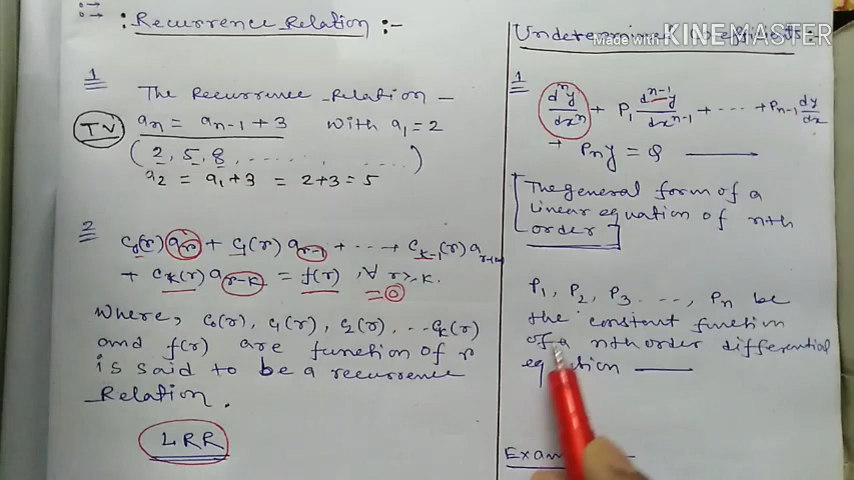 : Recurrence Relation :-
1
The Recurrence Relation -
TN
aₙ = aₙ₋₁ + 3 with a₁ = 2
(2, 5, 8, ..... .....)
a₂ = a₁ + 3 = 2 + 3 = 5
2
c₀(r) aᵣ + c₁(r) aᵣ₋₁ + ... + cₖ₋₁(r) a
+ cₖ(r) aᵣ₋ₖ = f(r) , ∀ r ≥ k.
= 0
Where, c₀(r), c₁(r), c₂(r), ... cₖ(r)
and f(r) are function of r
is said to be a recurrence
Relation.
LRR
Made with KINEMASTER
1
dⁿy/dxⁿ + P₁ dⁿ⁻¹y/dxⁿ⁻¹ + ... + Pₙ₋₁ dy/dx
+ Pₙy = Q
[The general form of a
linear equation of nth
order]
P₁, P₂, P₃ ..., Pₙ be
the constant function
of a nth order differential